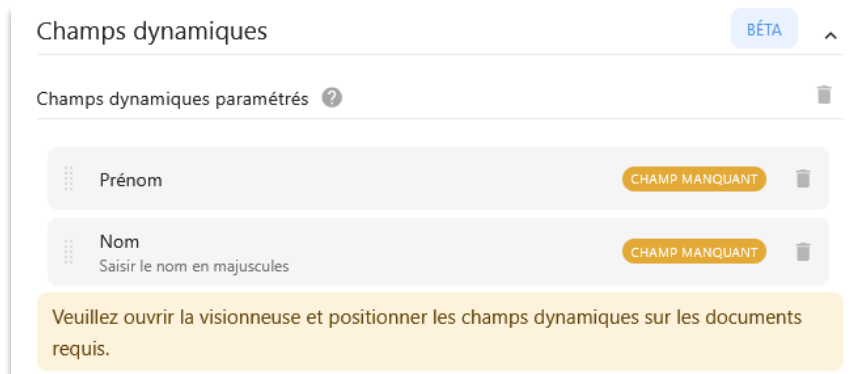 Champs dynamiques BÉTA
Champs dynamiques paramétrés ?
Prénom CHAMP MANQUANT
Nom CHAMP MANQUANT
Saisir le nom en majuscules
Veuillez ouvrir la visionneuse et positionner les champs dynamiques sur les documents
requis.